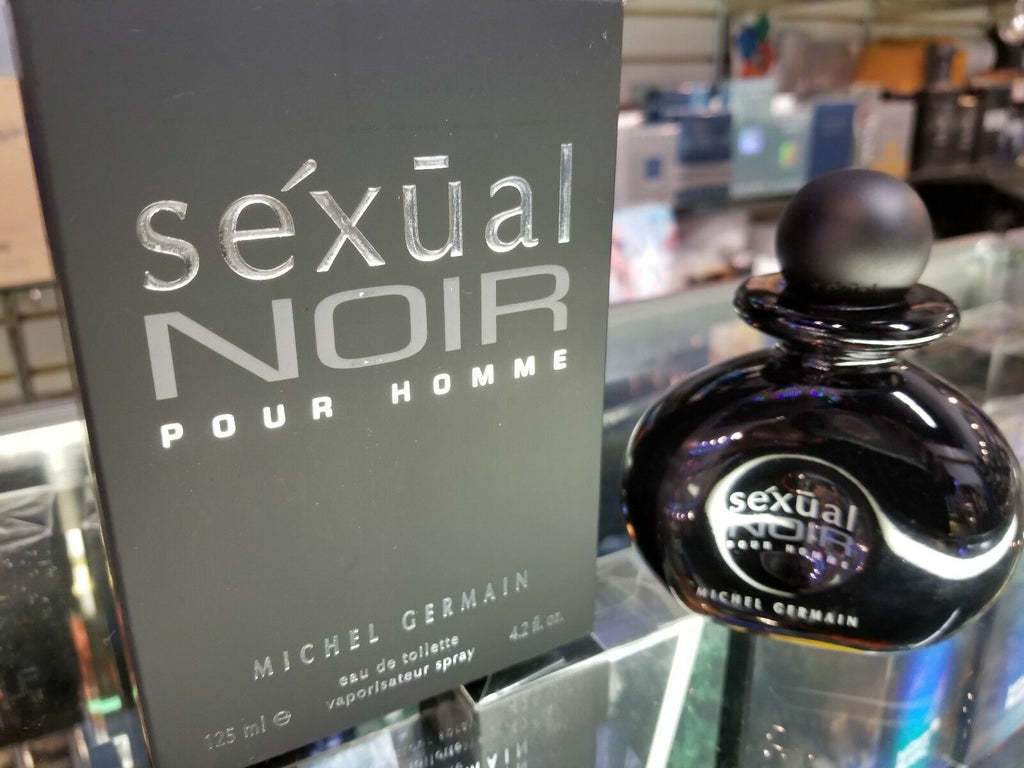 séxūal
NOIR
POUR HOMME
MICHEL GERMAIN
eau de toilette
vaporisateur spray
4.2 fl. oz.
125 ml ℮
séxūal
NOIR
POUR HOMME
MICHEL GERMAIN